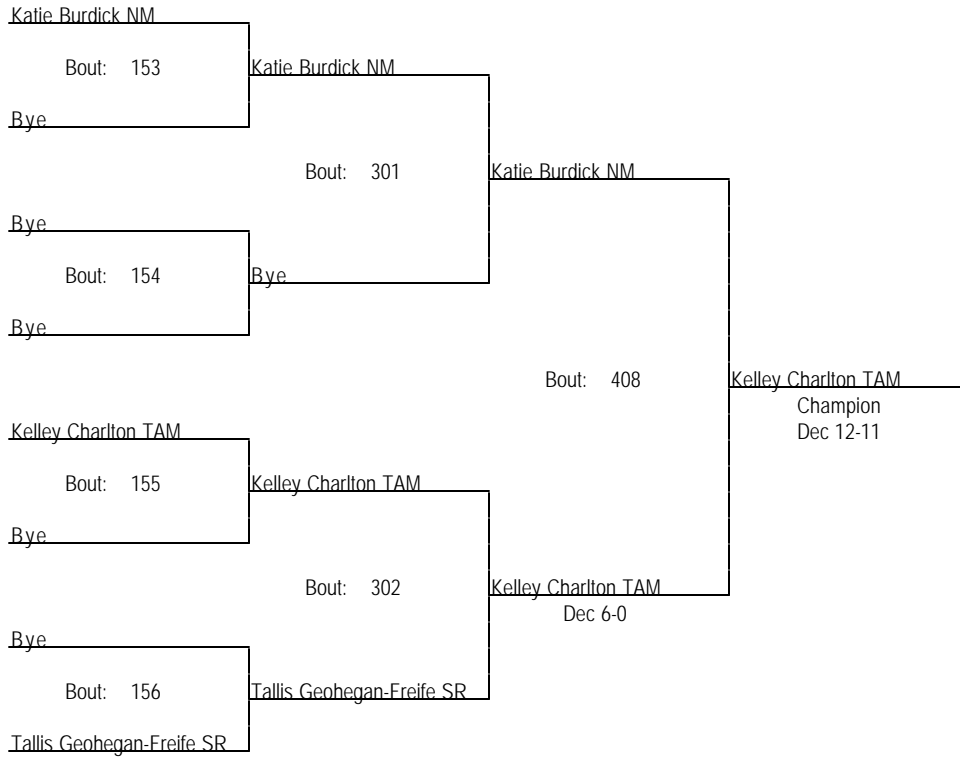 Katie Burdick NM
Bout: 153
Katie Burdick NM
Bye
Bout: 301
Katie Burdick NM
Bye
Bout: 154
Bye
Bye
Bout: 408
Kelley Charlton TAM
Champion
Dec 12-11
Kelley Charlton TAM
Bout: 155
Kelley Charlton TAM
Bye
Bout: 302
Kelley Charlton TAM
Dec 6-0
Bye
Bout: 156
Tallis Geohegan-Freife SR
Tallis Geohegan-Freife SR